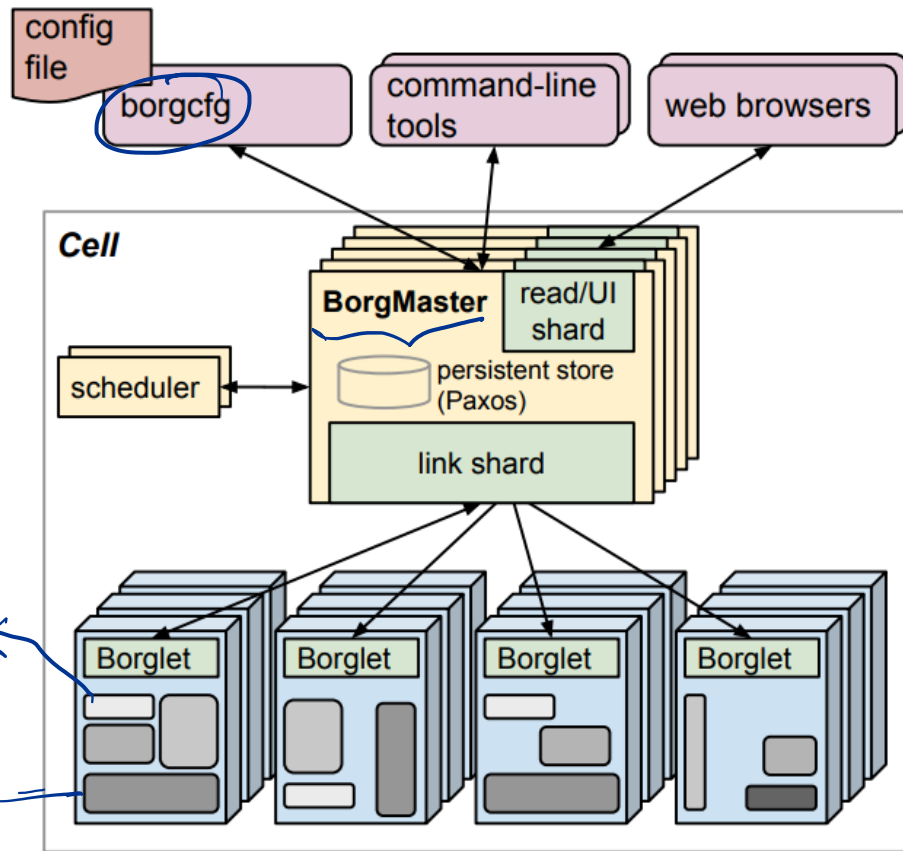 config
file
borgcfg
command-line
tools
web browsers
Cell
BorgMaster
read/UI
shard
scheduler
persistent store
(Paxos)
link shard
Borglet
Borglet
Borglet
Borglet